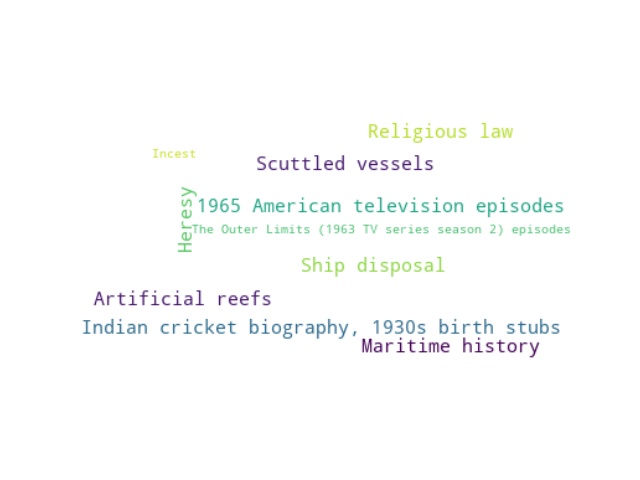 Religious law
Incest
Scuttled vessels
Heresy
1965 American television episodes
The Outer Limits (1963 TV series season 2) episodes
Ship disposal
Artificial reefs
Indian cricket biography, 1930s birth stubs
Maritime history